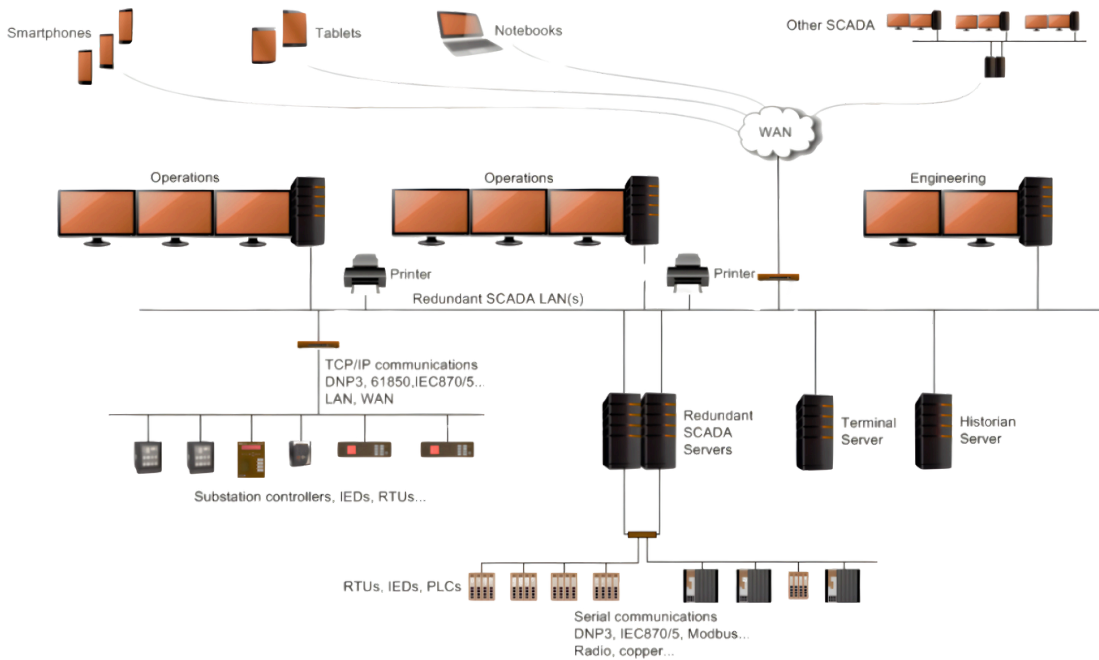 Smartphones
Tablets
Notebooks
Other SCADA
WAN
Operations
Operations
Engineering
Printer
Printer
Redundant SCADA LAN(s)
TCP/IP communications
DNP3, 61850,IEC870/5...
LAN, WAN
Redundant
SCADA
Servers
Terminal
Server
Historian
Server
Substation controllers, IEDs, RTUs...
RTUs, IEDs, PLCs
Serial communications
DNP3, IEC870/5, Modbus...
Radio, copper...